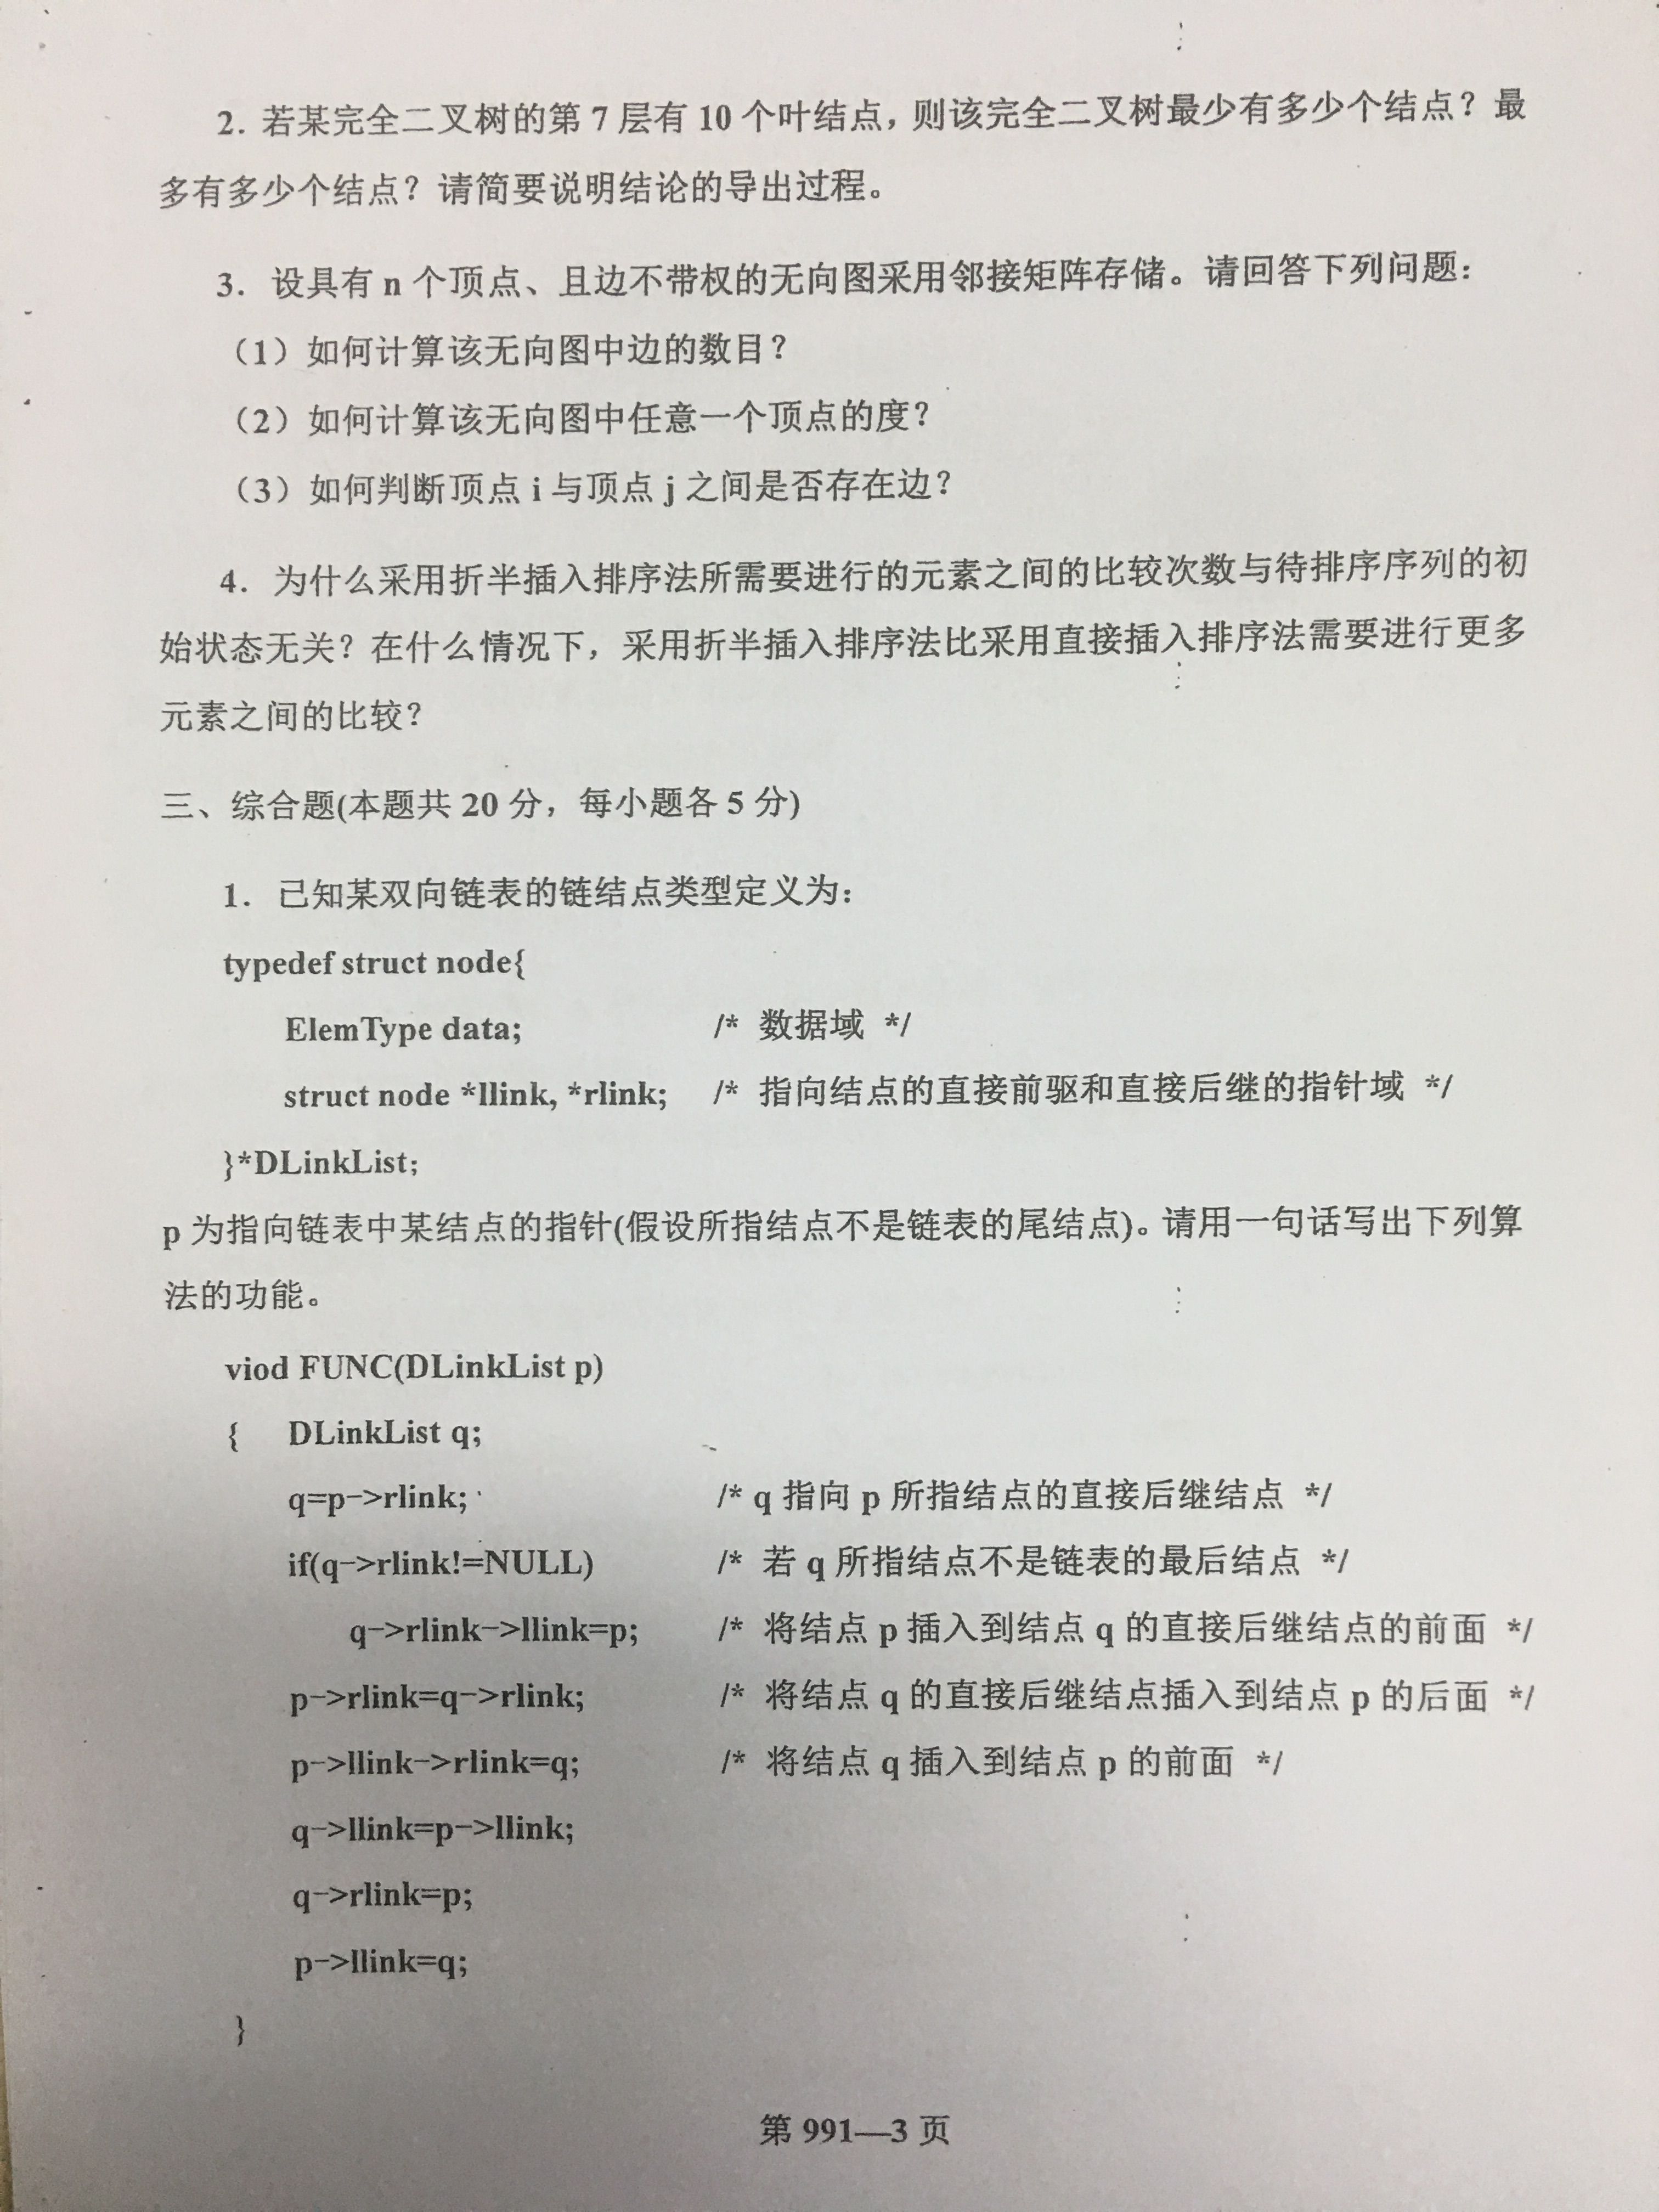 2. 若某完全二叉树的第 7 层有 10 个叶结点，则该完全二叉树最少有多少个结点？最
多有多少个结点？请简要说明结论的导出过程。
3. 设具有 n 个顶点、且边不带权的无向图采用邻接矩阵存储。请回答下列问题：
（1）如何计算该无向图中边的数目？
（2）如何计算该无向图中任意一个顶点的度？
（3）如何判断顶点 i 与顶点 j 之间是否存在边？
4. 为什么采用折半插入排序法所需要进行的元素之间的比较次数与待排序序列的初
始状态无关？在什么情况下，采用折半插入排序法比采用直接插入排序法需要进行更多
元素之间的比较？
三、综合题(本题共 20 分，每小题各 5 分)
1. 已知某双向链表的链结点类型定义为：
typedef struct node{
ElemType data; /* 数据域 */
struct node *llink, *rlink; /* 指向结点的直接前驱和直接后继的指针域 */
}*DLinkList;
p 为指向链表中某结点的指针(假设所指结点不是链表的尾结点)。请用一句话写出下列算
法的功能。
viod FUNC(DLinkList p)
{ DLinkList q;
q=p->rlink; /* q 指向 p 所指结点的直接后继结点 */
if(q->rlink!=NULL) /* 若 q 所指结点不是链表的最后结点 */
q->rlink->llink=p; /* 将结点 p 插入到结点 q 的直接后继结点的前面 */
p->rlink=q->rlink; /* 将结点 q 的直接后继结点插入到结点 p 的后面 */
p->llink->rlink=q; /* 将结点 q 插入到结点 p 的前面 */
q->llink=p->llink;
q->rlink=p;
p->llink=q;
}
第 991—3 页